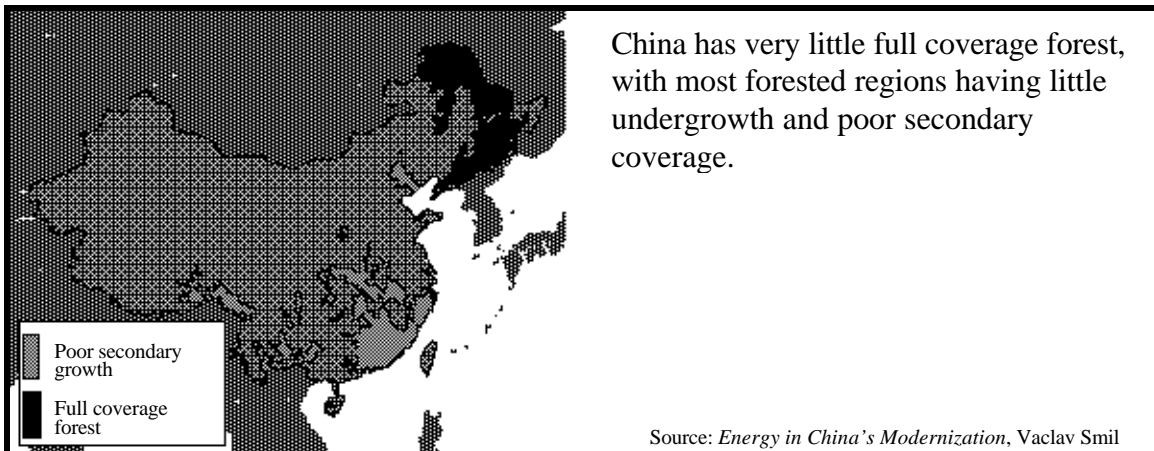 China has very little full coverage forest,
with most forested regions having little
undergrowth and poor secondary
coverage.
Poor secondary
growth
Full coverage
forest
Source: Energy in China's Modernization, Vaclav Smil